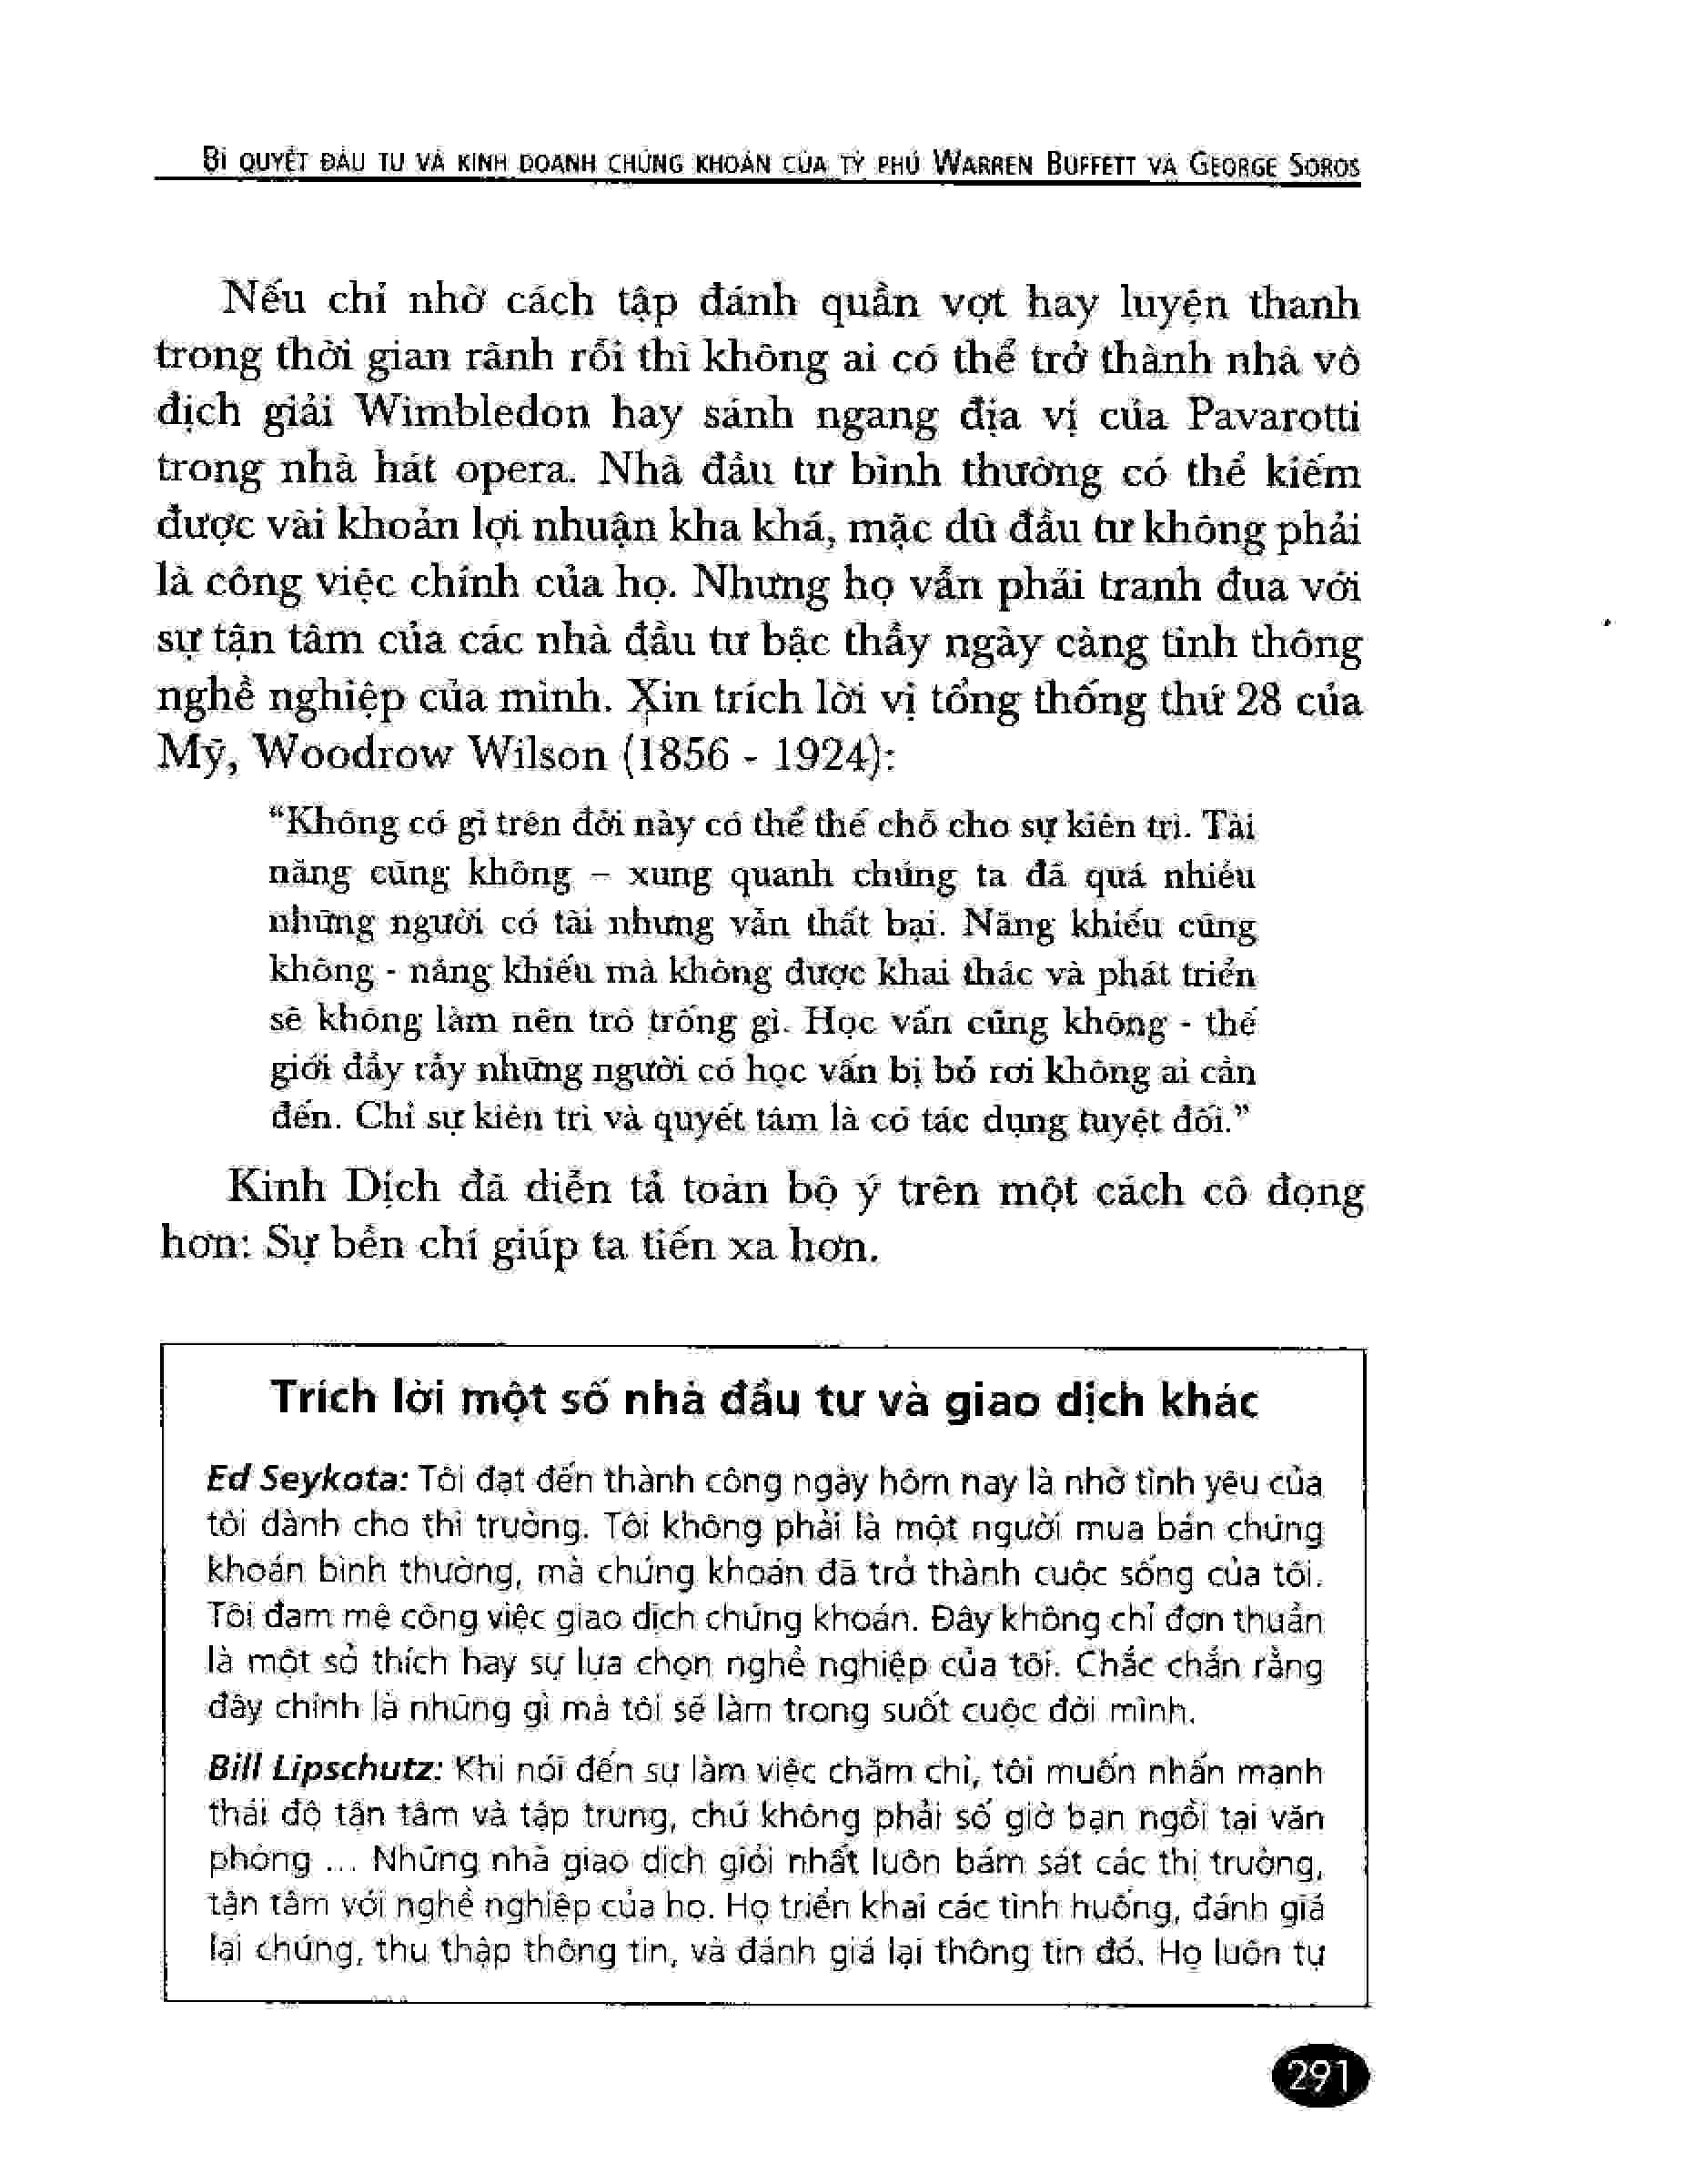 BÍ QUYẾT ĐẦU TƯ VÀ KINH DOANH CHỨNG KHOÁN CỦA TỶ PHÚ WARREN BUFFETT VÀ GEORGE SOROS
Nếu chỉ nhờ cách tập đánh quần vợt hay luyện thanh
trong thời gian rãnh rỗi thì không ai có thể trở thành nhà vô
địch giải Wimbledon hay sánh ngang địa vị của Pavarotti
trong nhà hát opera. Nhà đầu tư bình thường có thể kiếm
được vài khoản lợi nhuận kha khá, mặc dù đầu tư không phải
là công việc chính của họ. Nhưng họ vẫn phải tranh đua với
sự tận tâm của các nhà đầu tư bậc thầy ngày càng tinh thông
nghề nghiệp của mình. Xin trích lời vị tổng thống thứ 28 của
Mỹ, Woodrow Wilson (1856 - 1924):
“Không có gì trên đời này có thể thế chỗ cho sự kiên trì. Tài
năng cũng không – xung quanh chúng ta đã quá nhiều
những người có tài nhưng vẫn thất bại. Năng khiếu cũng
không - năng khiếu mà không được khai thác và phát triển
sẽ không làm nên trò trống gì. Học vấn cũng không - thế
giới đầy rẫy những người có học vấn bị bỏ rơi không ai cần
đến. Chỉ sự kiên trì và quyết tâm là có tác dụng tuyệt đối.”
Kinh Dịch đã diễn tả toàn bộ ý trên một cách cô đọng
hơn: Sự bền chí giúp ta tiến xa hơn.
Trích lời một số nhà đầu tư và giao dịch khác
Ed Seykota: Tôi đạt đến thành công ngày hôm nay là nhờ tình yêu của
tôi dành cho thị trường. Tôi không phải là một người mua bán chứng
khoán bình thường, mà chứng khoán đã trở thành cuộc sống của tôi.
Tôi đam mê công việc giao dịch chứng khoán. Đây không chỉ đơn thuần
là một sở thích hay sự lựa chọn nghề nghiệp của tôi. Chắc chắn rằng
đây chính là những gì mà tôi sẽ làm trong suốt cuộc đời mình.
Bill Lipschutz: Khi nói đến sự làm việc chăm chỉ, tôi muốn nhấn mạnh
thái độ tận tâm và tập trung, chứ không phải số giờ bạn ngồi tại văn
phòng ... Những nhà giao dịch giỏi nhất luôn bám sát các thị trường,
tận tâm với nghề nghiệp của họ. Họ triển khai các tình huống, đánh giá
lại chúng, thu thập thông tin, và đánh giá lại thông tin đó. Họ luôn tự
291